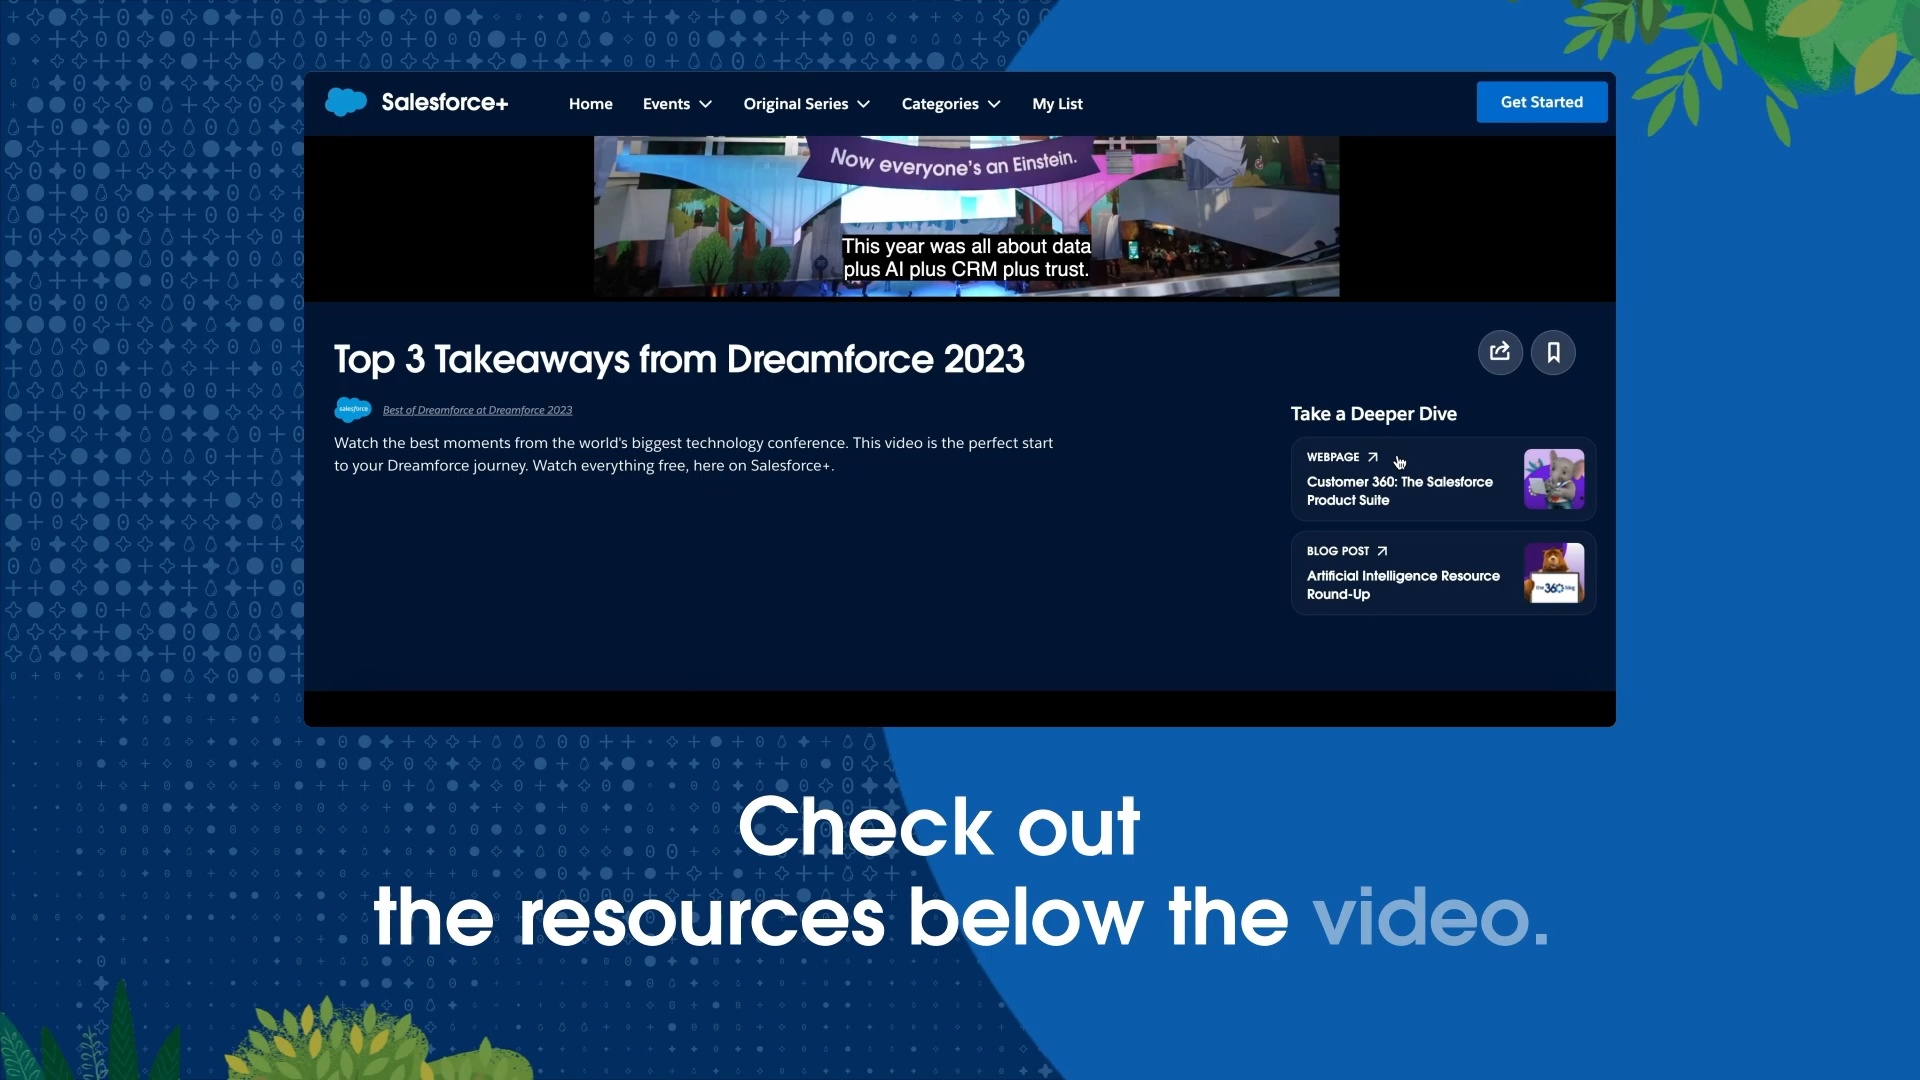 Salesforce+
Home
Events
Original Series
Categories
My List
Get Started
Now everyone's an Einstein.
This year was all about data
plus AI plus CRM plus trust.
Top 3 Takeaways from Dreamforce 2023
salesforce
Best of Dreamforce at Dreamforce 2023
Watch the best moments from the world's biggest technology conference. This video is the perfect start
to your Dreamforce journey. Watch everything free, here on Salesforce+.
Take a Deeper Dive
WEBPAGE
Customer 360: The Salesforce
Product Suite
BLOG POST
Artificial Intelligence Resource
Round-Up
the 360 blog
Check out
the resources below the video.